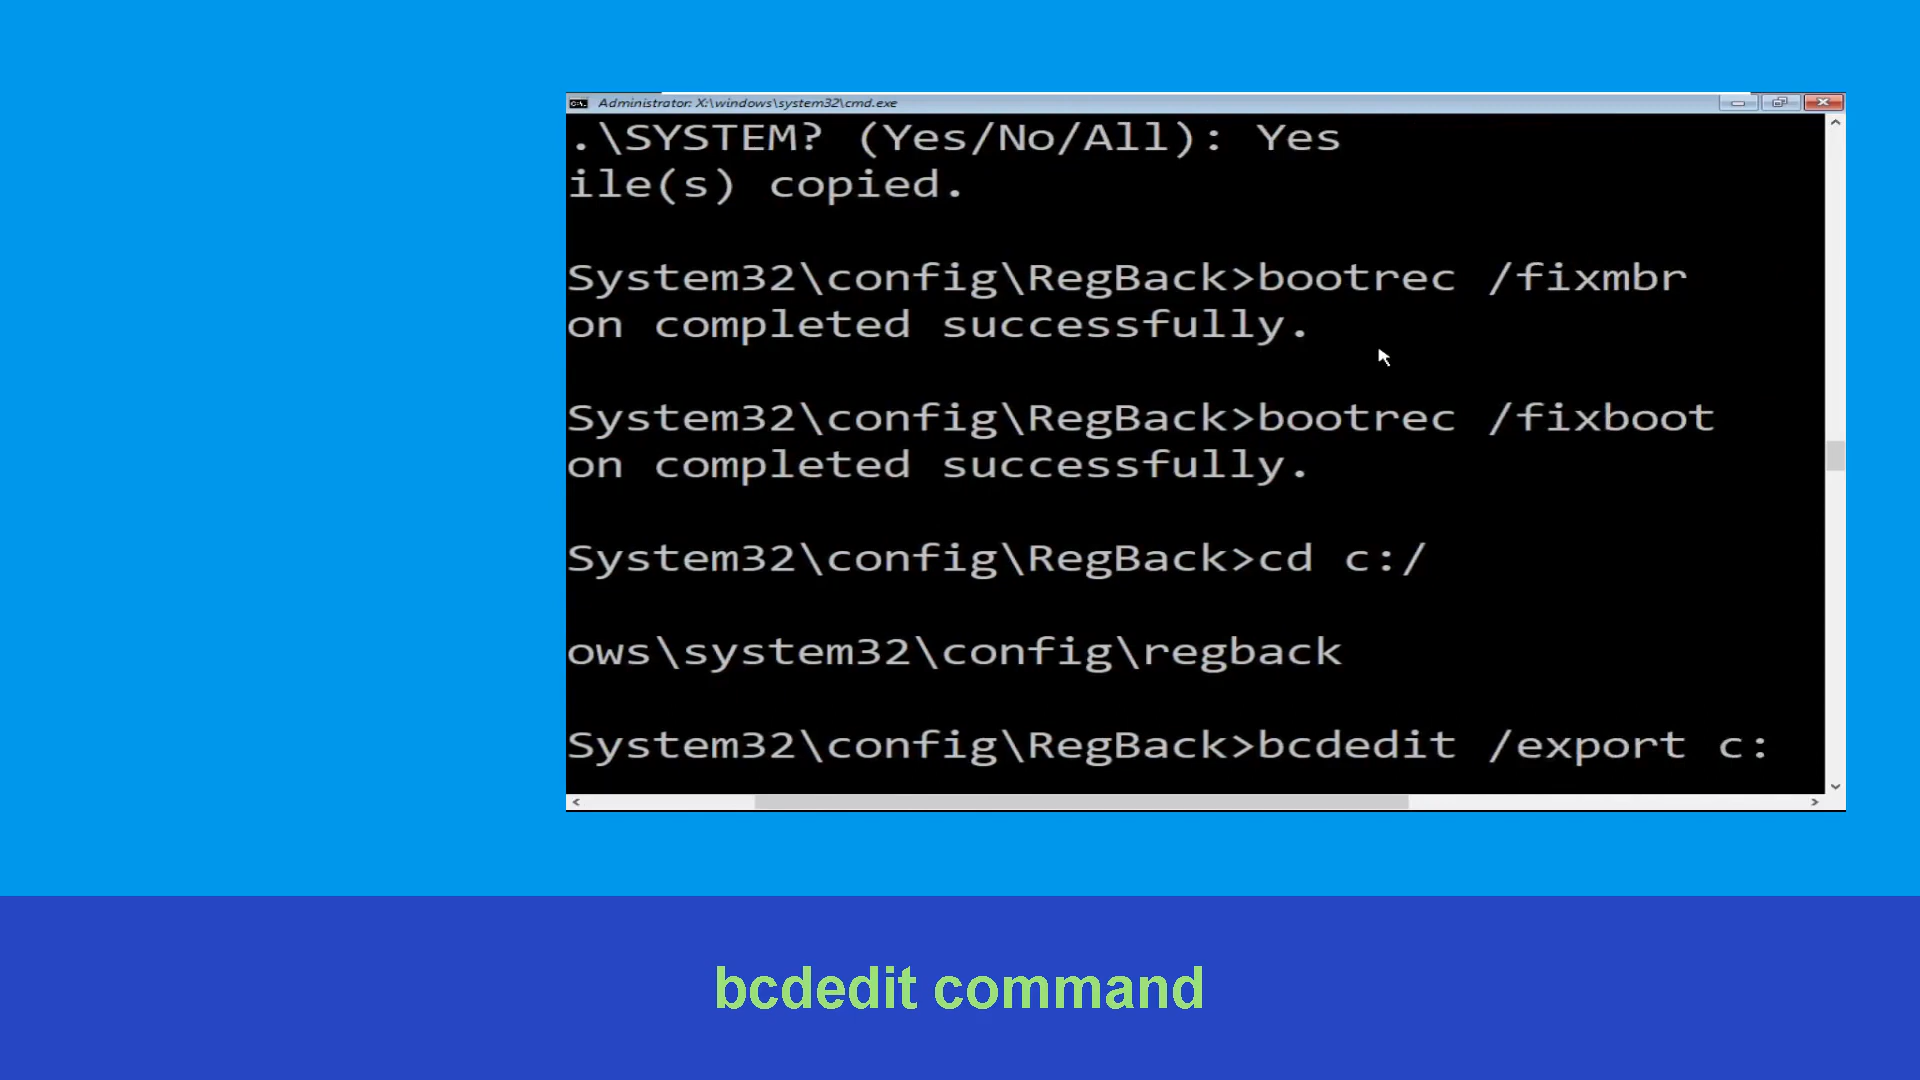 Administrator: X:\windows\system32\cmd.exe
.\SYSTEM? (Yes/No/All): Yes
ile(s) copied.
System32\config\RegBack>bootrec /fixmbr
on completed successfully.
System32\config\RegBack>bootrec /fixboot
on completed successfully.
System32\config\RegBack>cd c:/
ows\system32\config\regback
System32\config\RegBack>bcdedit /export c:
bcdedit command